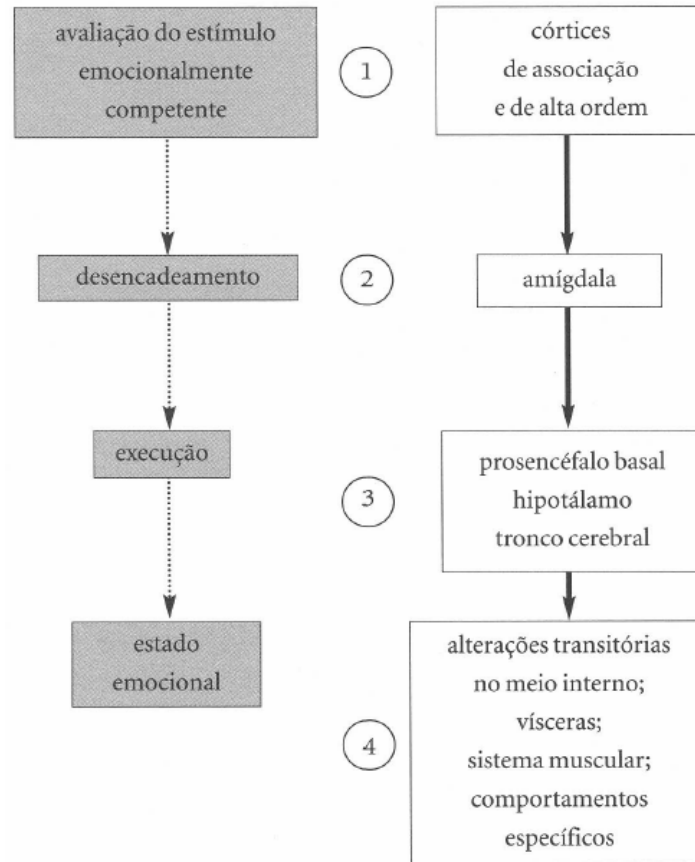 avaliação do estímulo
emocionalmente
competente
1
córtices
de associação
e de alta ordem
desencadeamento
2
amígdala
execução
3
prosencéfalo basal
hipotálamo
tronco cerebral
estado
emocional
4
alterações transitórias
no meio interno;
vísceras;
sistema muscular;
comportamentos
específicos